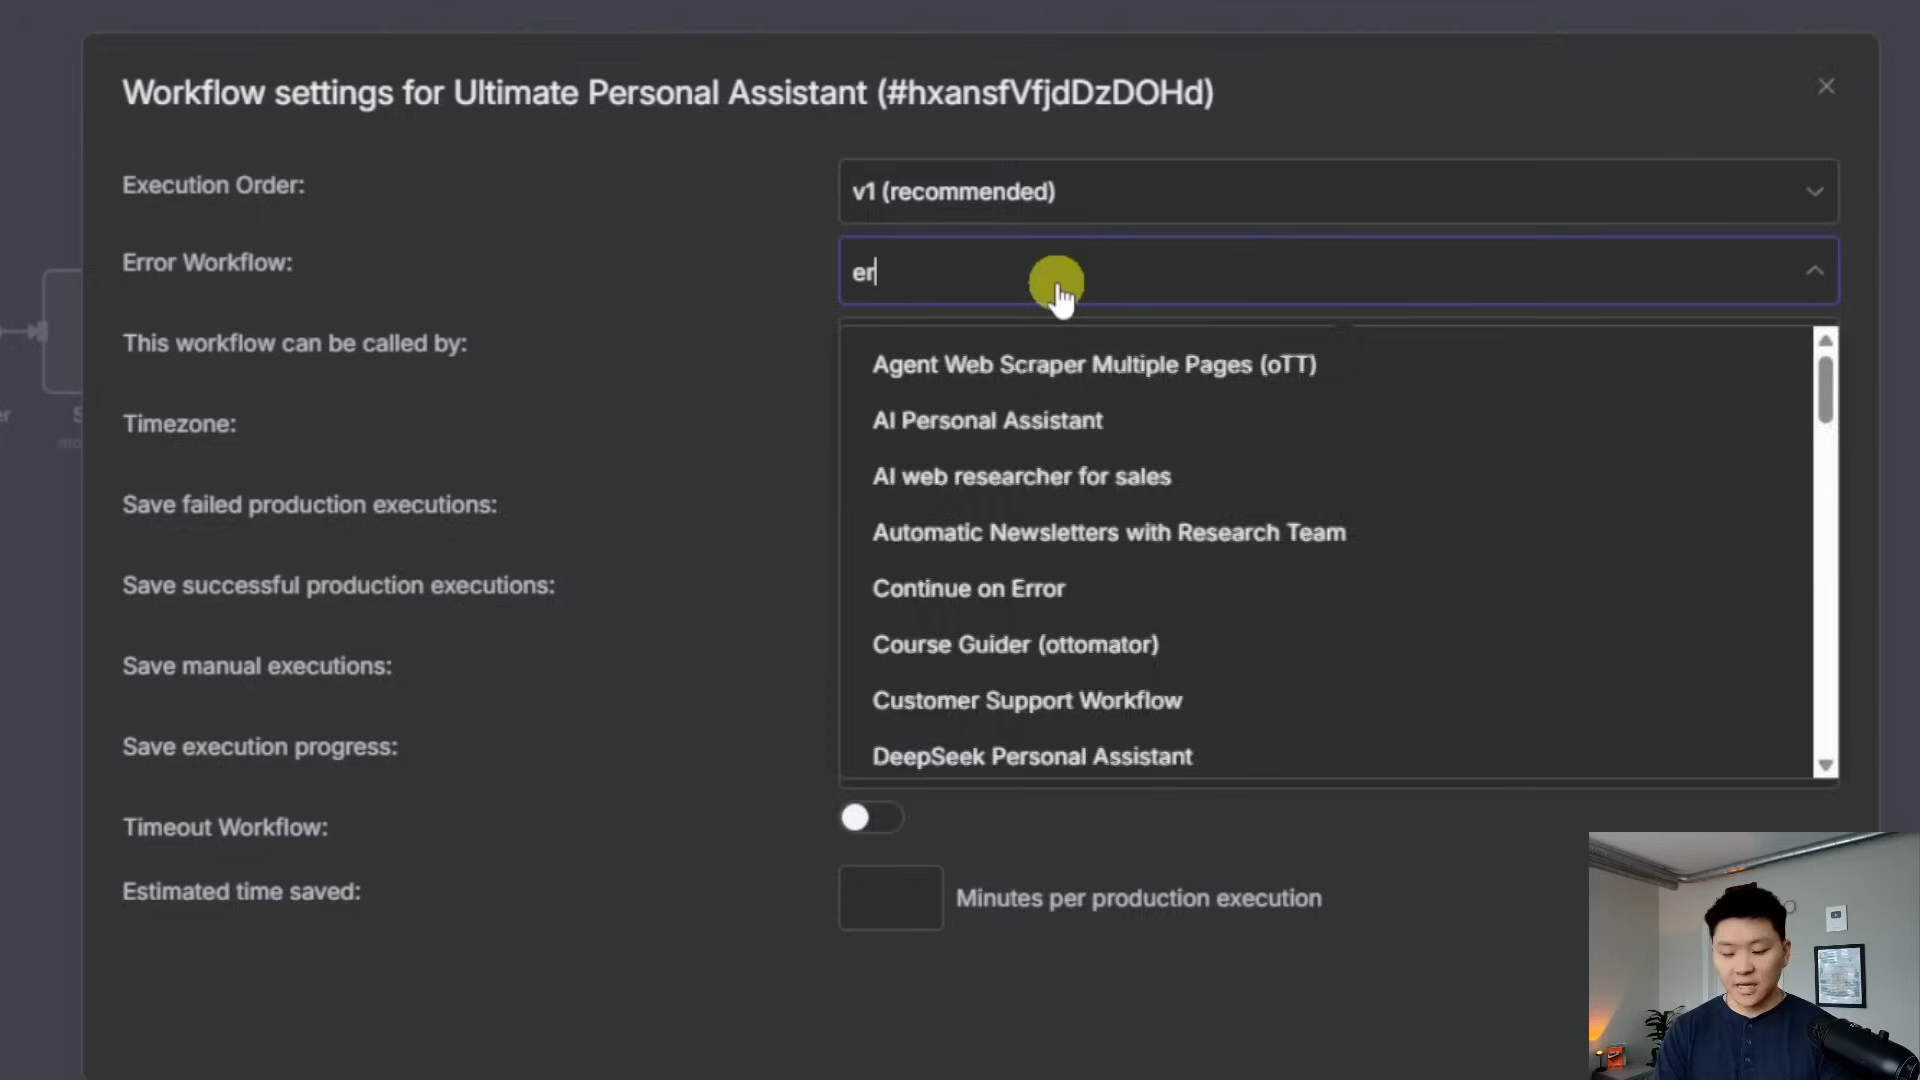 Workflow settings for Ultimate Personal Assistant (#hxansfVfjdDzDOHd)
Execution Order:
v1 (recommended)
Error Workflow:
er
This workflow can be called by:
Agent Web Scraper Multiple Pages (oTT)
AI Personal Assistant
Timezone:
AI web researcher for sales
Save failed production executions:
Automatic Newsletters with Research Team
Save successful production executions:
Continue on Error
Course Guider (ottomator)
Save manual executions:
Customer Support Workflow
Save execution progress:
DeepSeek Personal Assistant
Timeout Workflow:
Estimated time saved:
Minutes per production execution